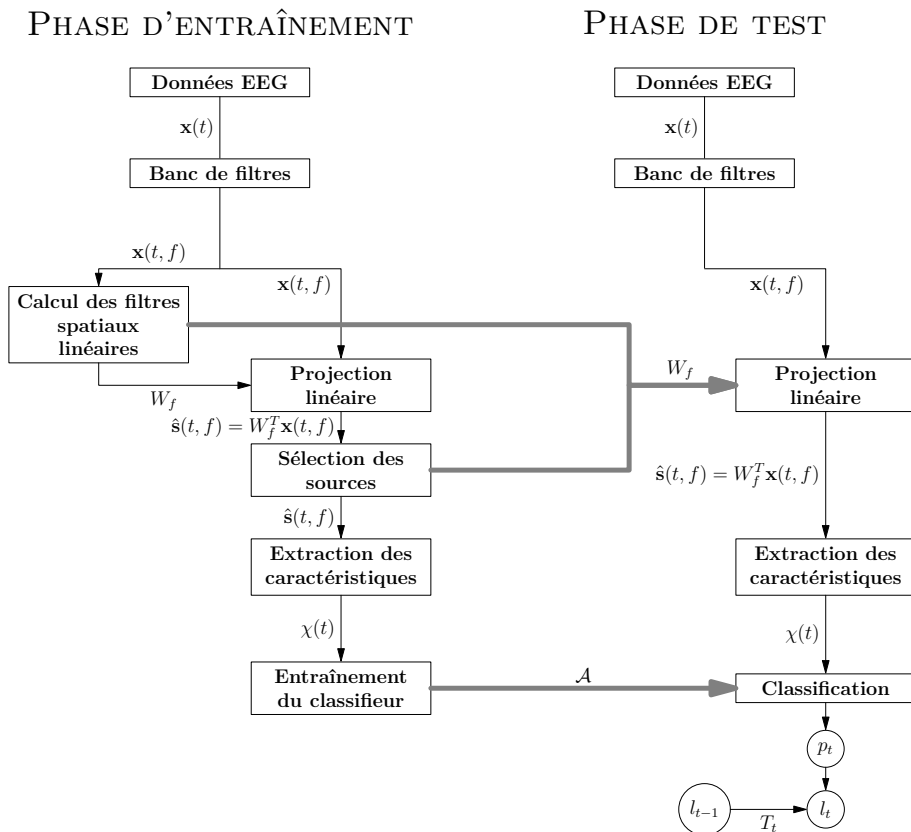 PHASE D'ENTRAÎNEMENT
Données EEG
x(t)
Banc de filtres
x(t, f)
x(t, f)
Calcul des filtres
spatiaux
linéaires
W_f
Projection
linéaire
ŝ(t, f) = W_f^T x(t, f)
Sélection des
sources
ŝ(t, f)
Extraction des
caractéristiques
χ(t)
Entraînement
du classifieur
W_f
𝒜
PHASE DE TEST
Données EEG
x(t)
Banc de filtres
x(t, f)
Projection
linéaire
ŝ(t, f) = W_f^T x(t, f)
Extraction des
caractéristiques
χ(t)
Classification
p_t
l_{t−1}
T_t
l_t